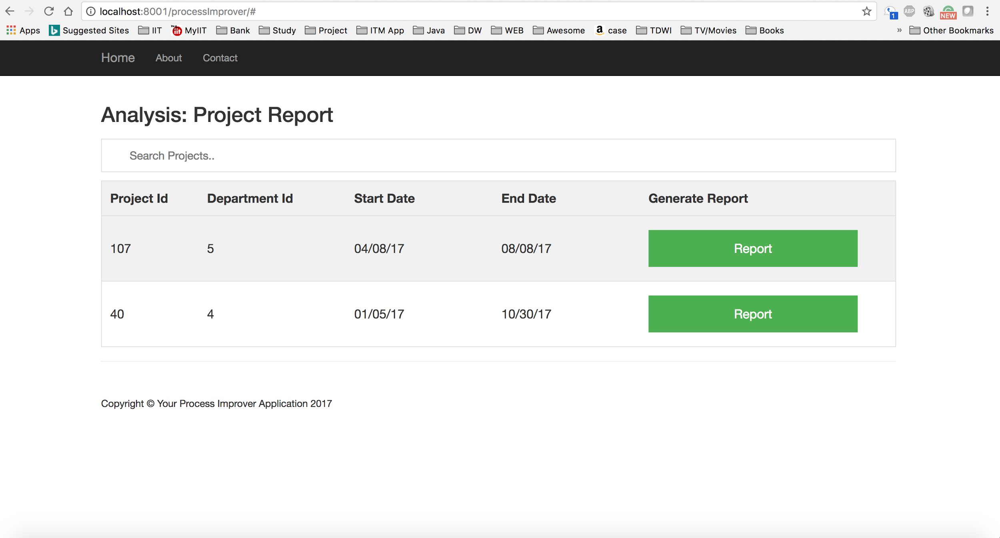 localhost:8001/processImprover/#
1
ABP
NEW
Apps Suggested Sites IIT MyIIT Bank Study Project ITM App Java DW WEB Awesome case TDWI TV/Movies Books » Other Bookmarks
Home About Contact
Analysis: Project Report
Search Projects..
Project Id Department Id Start Date End Date Generate Report
107 5 04/08/17 08/08/17 Report
40 4 01/05/17 10/30/17 Report
Copyright © Your Process Improver Application 2017